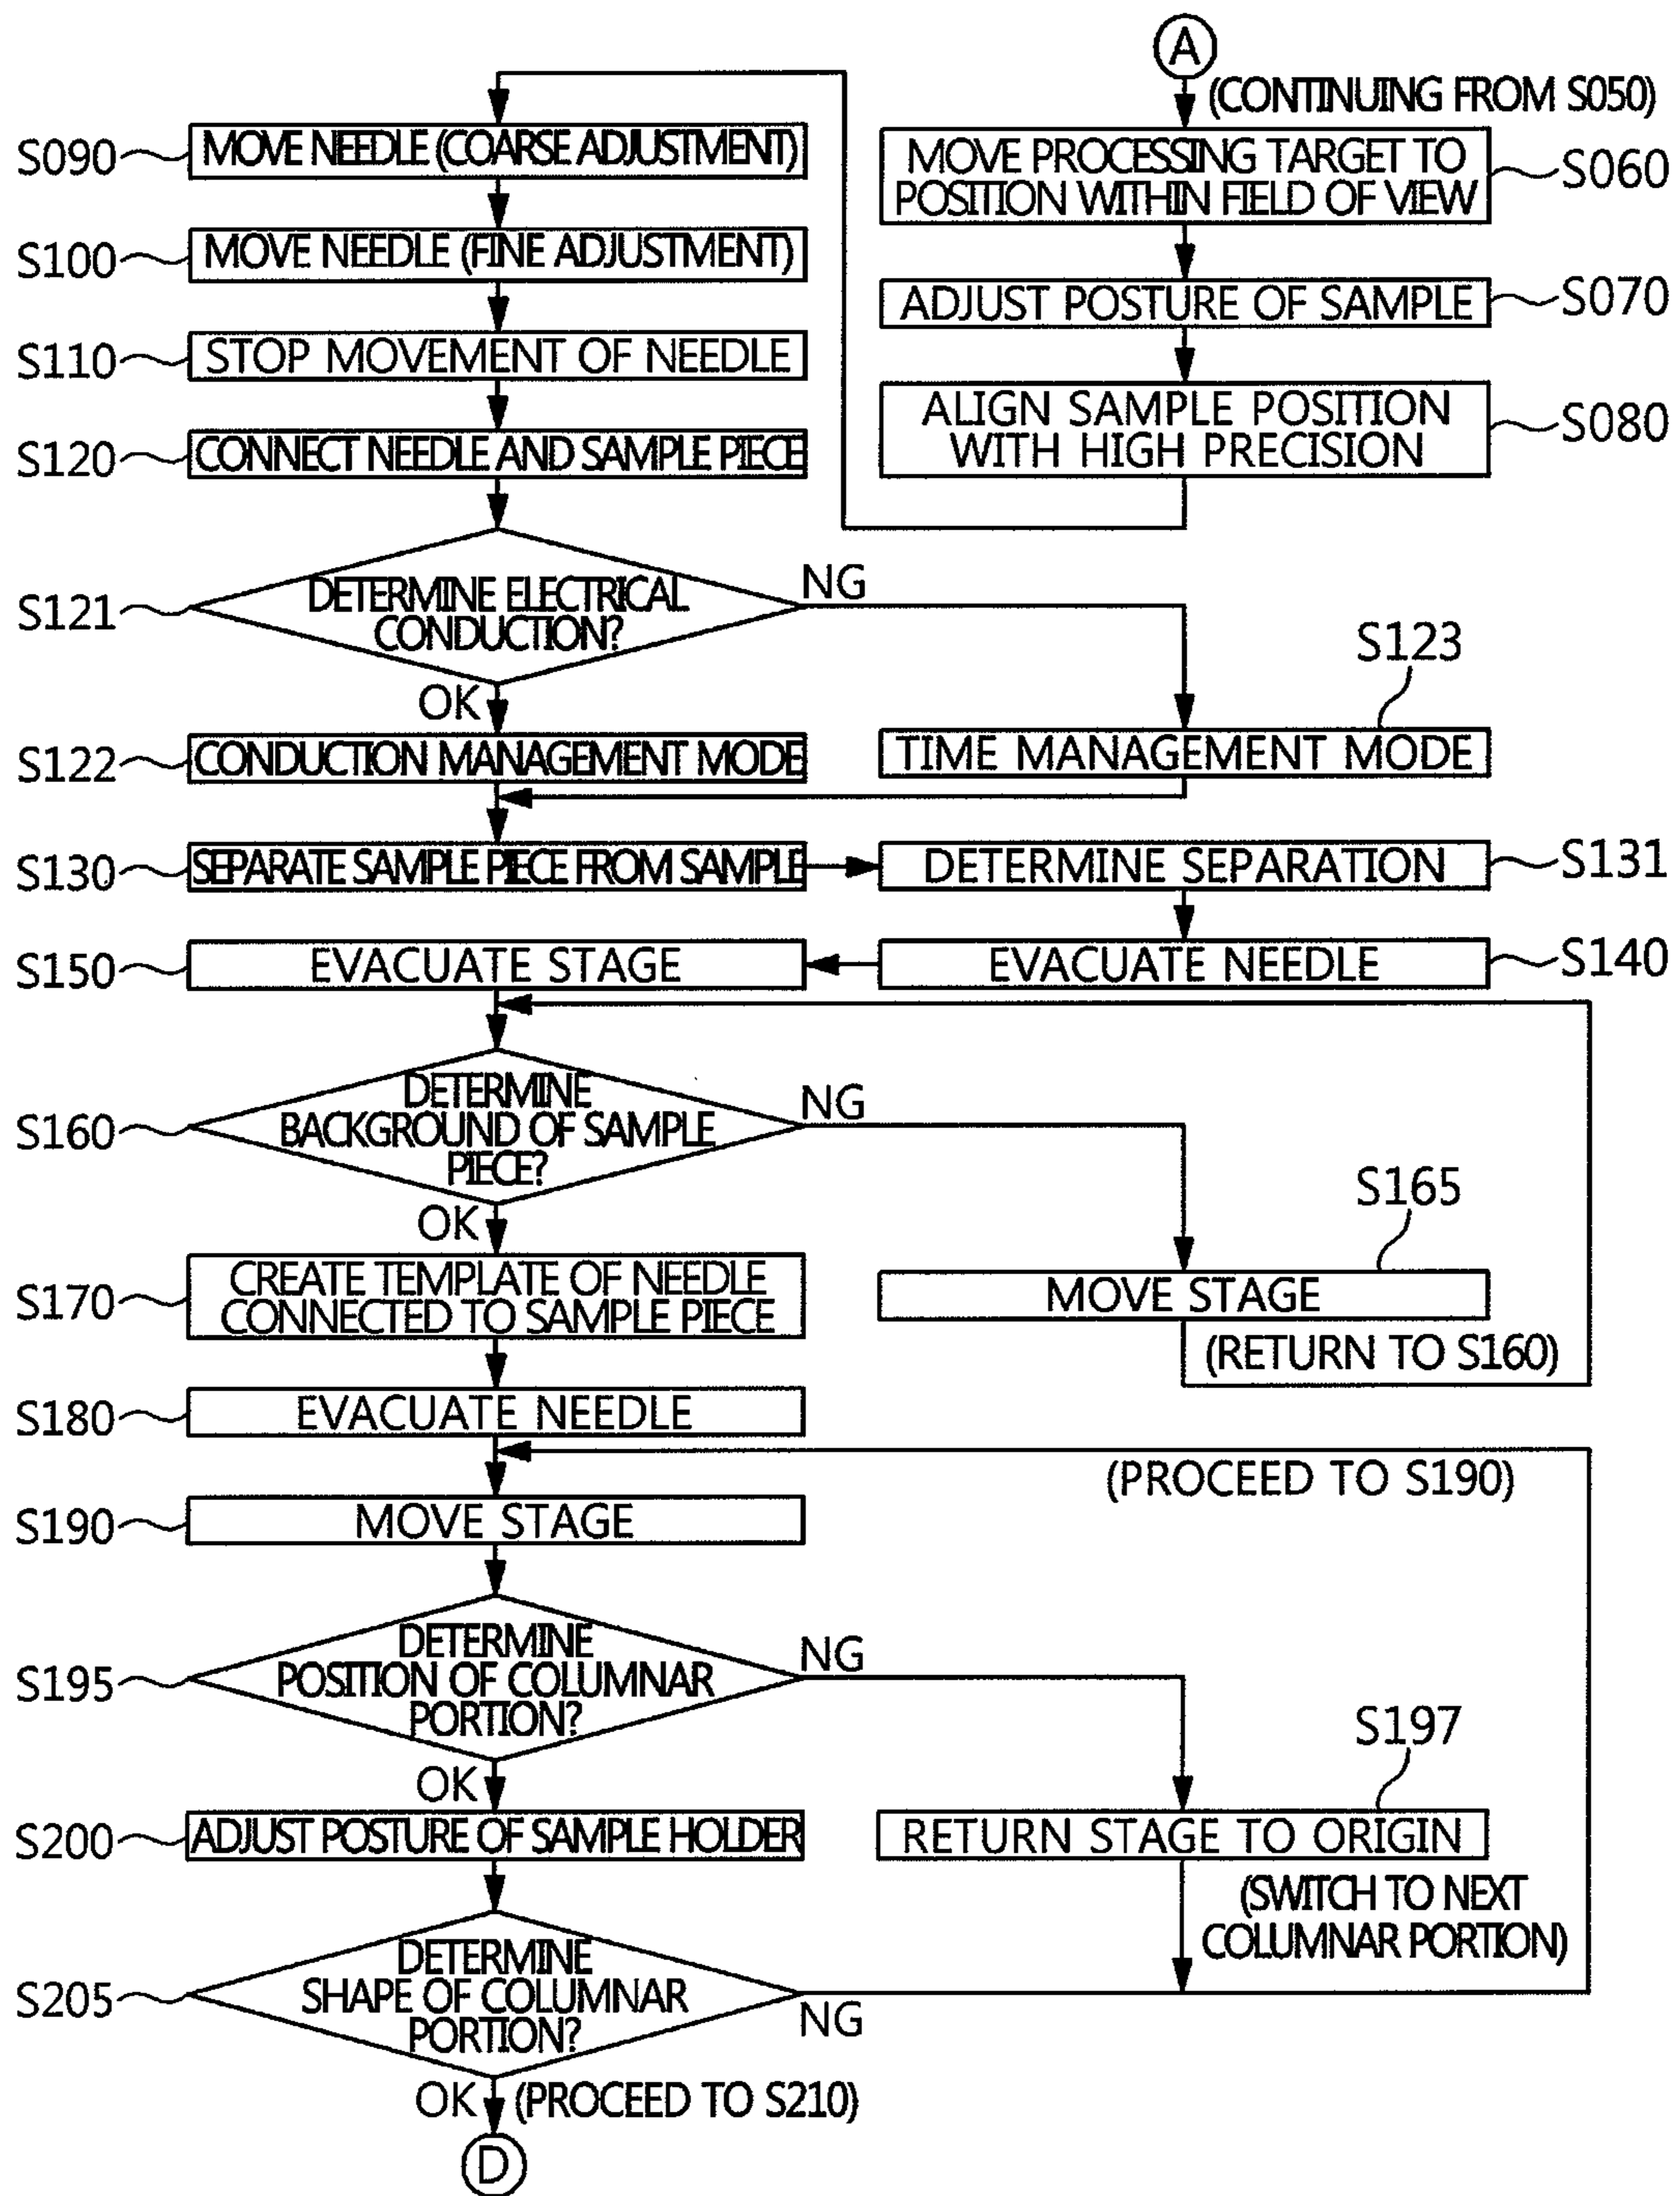 A
(CONTINUING FROM S050)
MOVE PROCESSING TARGET TO
POSITION WITHIN FIELD OF VIEW
S060
ADJUST POSTURE OF SAMPLE
S070
ALIGN SAMPLE POSITION
WITH HIGH PRECISION
S080
S090
MOVE NEEDLE (COARSE ADJUSTMENT)
S100
MOVE NEEDLE (FINE ADJUSTMENT)
S110
STOP MOVEMENT OF NEEDLE
S120
CONNECT NEEDLE AND SAMPLE PIECE
S121
DETERMINE ELECTRICAL
CONDUCTION?
NG
OK
S122
CONDUCTION MANAGEMENT MODE
S123
TIME MANAGEMENT MODE
S130
SEPARATE SAMPLE PIECE FROM SAMPLE
DETERMINE SEPARATION
S131
S150
EVACUATE STAGE
EVACUATE NEEDLE
S140
S160
DETERMINE
BACKGROUND OF SAMPLE
PIECE?
NG
OK
S165
MOVE STAGE
(RETURN TO S160)
S170
CREATE TEMPLATE OF NEEDLE
CONNECTED TO SAMPLE PIECE
S180
EVACUATE NEEDLE
(PROCEED TO S190)
S190
MOVE STAGE
S195
DETERMINE
POSITION OF COLUMNAR
PORTION?
NG
OK
S197
RETURN STAGE TO ORIGIN
(SWITCH TO NEXT
COLUMNAR PORTION)
S200
ADJUST POSTURE OF SAMPLE HOLDER
S205
DETERMINE
SHAPE OF COLUMNAR
PORTION?
NG
OK
(PROCEED TO S210)
D